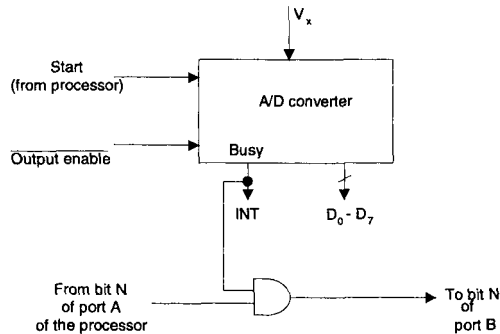 Vx
Start
(from processor)
A/D converter
Output enable
Busy
INT
D0 - D7
From bit N
of port A
of the processor
To bit N
of
port B